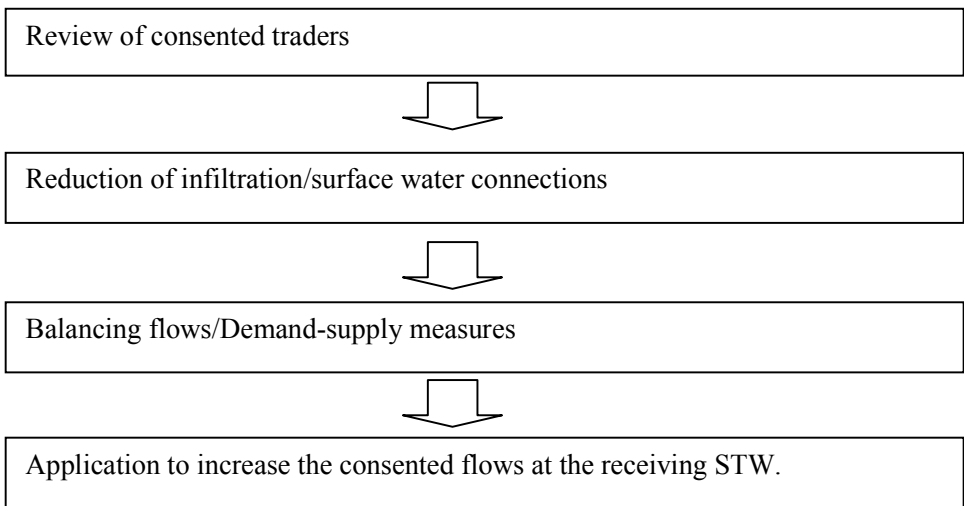 Review of consented traders
Reduction of infiltration/surface water connections
Balancing flows/Demand-supply measures
Application to increase the consented flows at the receiving STW.